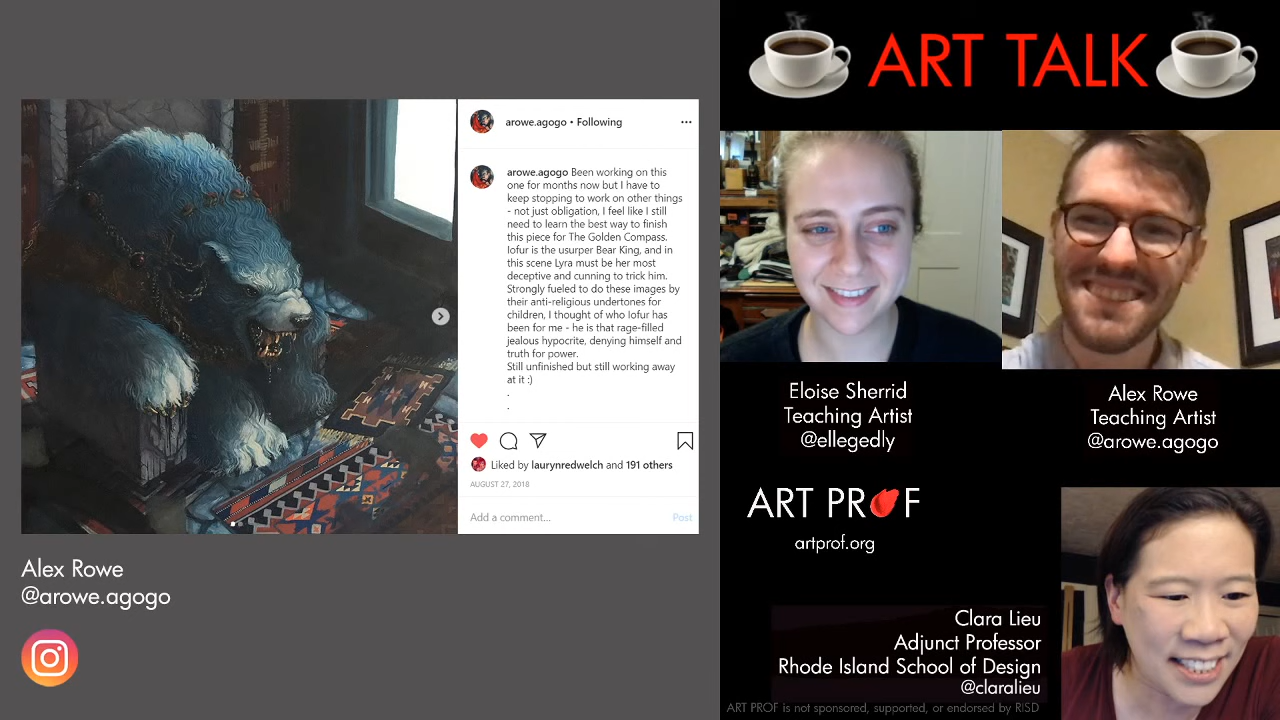 arowe.agogo • Following
arowe.agogo Been working on this
one for months now but I have to
keep stopping to work on other things
- not just obligation, I feel like I still
need to learn the best way to finish
this piece for The Golden Compass.
Iofur is the usurper Bear King, and in
this scene Lyra must be her most
deceptive and cunning to trick him.
Strongly fueled to do these images by
their anti-religious undertones for
children, I thought of who Iofur has
been for me - he is that rage-filled
jealous hypocrite, denying himself and
truth for power.
Still unfinished but still working away
at it :)
.
.
Liked by laurynredwelch and 191 others
AUGUST 27, 2018
Add a comment...
Post
Alex Rowe
@arowe.agogo
ART TALK
Eloise Sherrid
Teaching Artist
@ellegedly
Alex Rowe
Teaching Artist
@arowe.agogo
ART PROF
artprof.org
Clara Lieu
Adjunct Professor
Rhode Island School of Design
@claralieu
ART PROF is not sponsored, supported, or endorsed by RISD